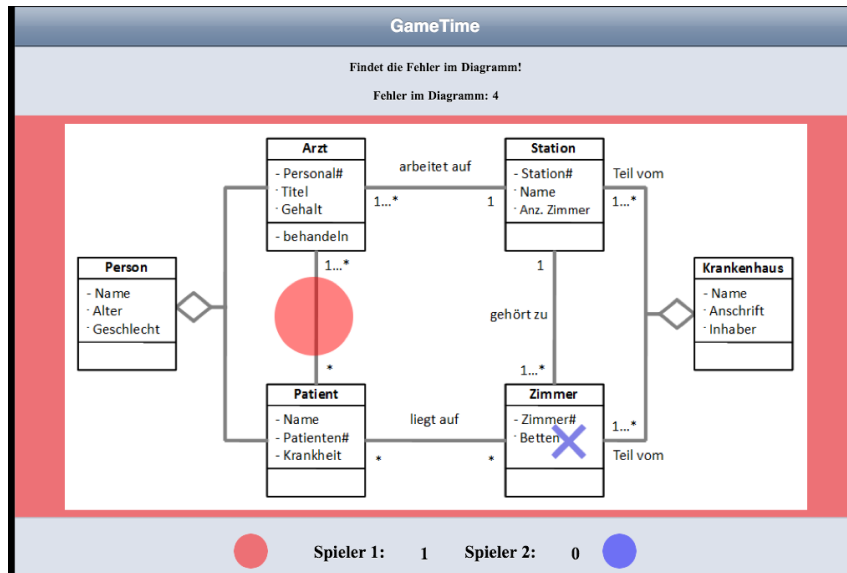 GameTime
Findet die Fehler im Diagramm!
Fehler im Diagramm: 4
Arzt
- Personal#
- Titel
- Gehalt
- behandeln
arbeitet auf
1...*
1
Station
- Station#
- Name
- Anz. Zimmer
Teil vom
1...*
Person
- Name
- Alter
- Geschlecht
1...*
*
1
gehört zu
1...*
Krankenhaus
- Name
- Anschrift
- Inhaber
Patient
- Name
- Patienten#
- Krankheit
liegt auf
*
*
Zimmer
- Zimmer#
- Betten
1...*
Teil vom
Spieler 1: 1 Spieler 2: 0